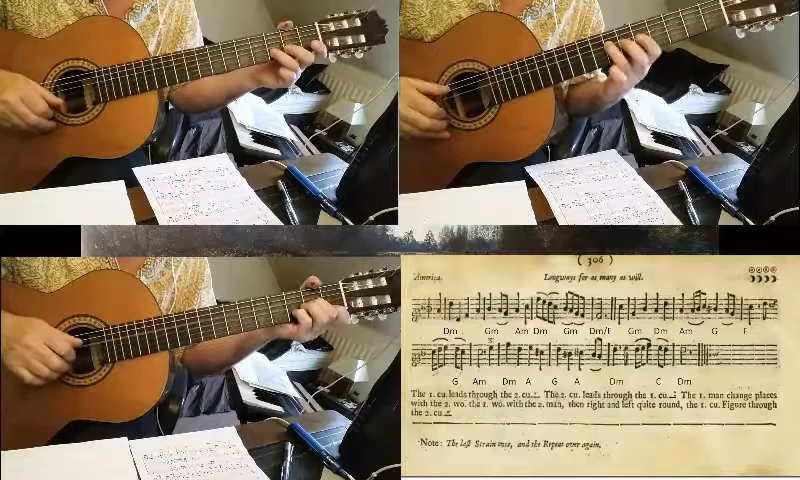 ( 306 )
America.
Longways for as many as will.
Dm Gm Am Dm Gm Dm/F Gm Dm Am G F
G Am Dm A G A Dm C Dm
The 1. cu. leads through the 2. cu. The 2. cu. leads through the 1. cu. The 1. man change places
with the 2. wo. the 1. wo. with the 2. man, then right and left quite round, the 1. cu. Figure through
the 2. cu.
Note: The last Strain once, and the Repeat over again.